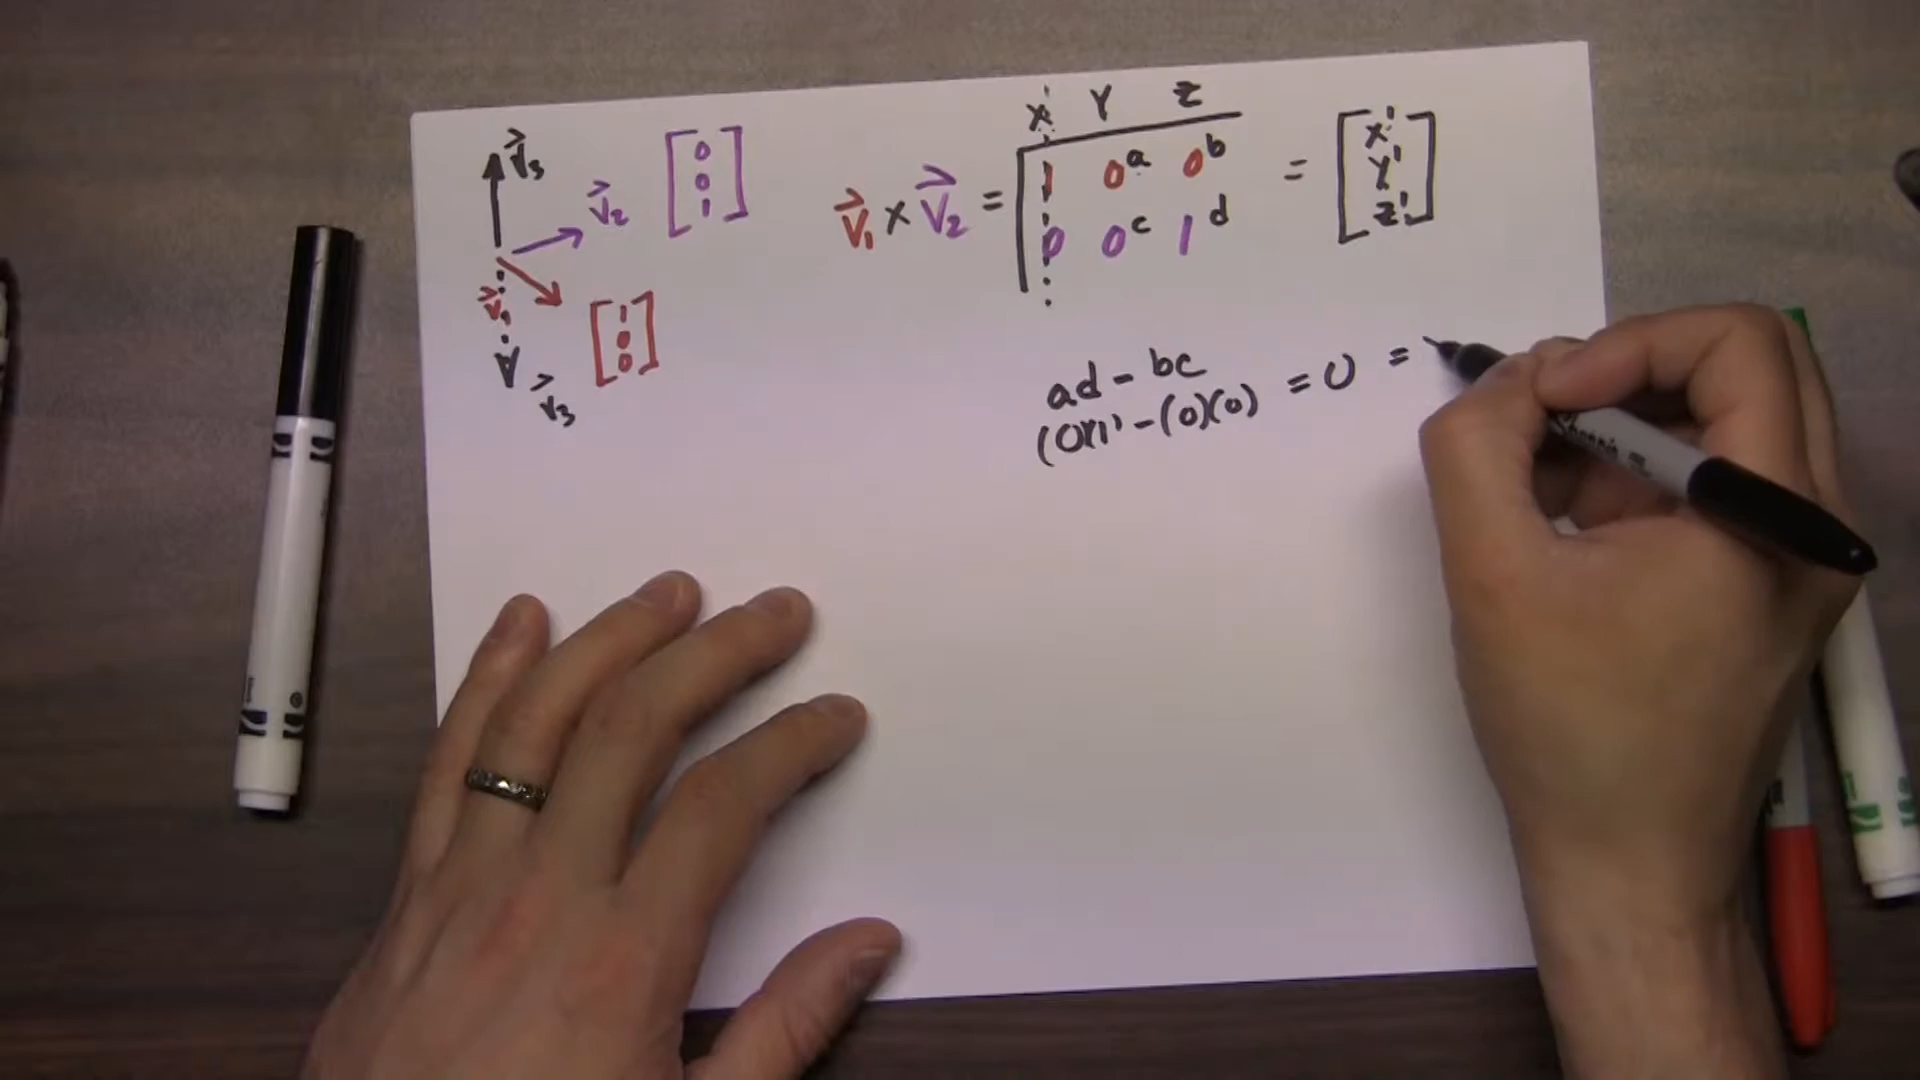 V₃
V₂ [0 0 1]
V₁ [1 0 0]
V₃
V₁ x V₂ =
X Y Z
1 0ᵃ 0ᵇ
0 0ᶜ 1ᵈ
= [X' Y' Z']
ad - bc
(0)(1) - (0)(0) = 0 =
Sharpie